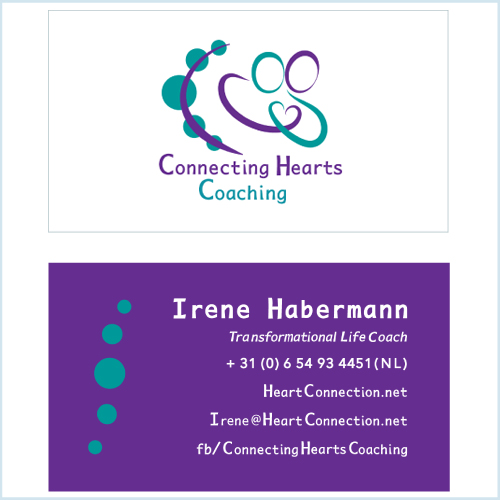 Connecting Hearts
Coaching
Irene Habermann
Transformational Life Coach
+ 31 (0) 6 54 93 4451 (NL)
HeartConnection.net
Irene@HeartConnection.net
fb/ConnectingHeartsCoaching